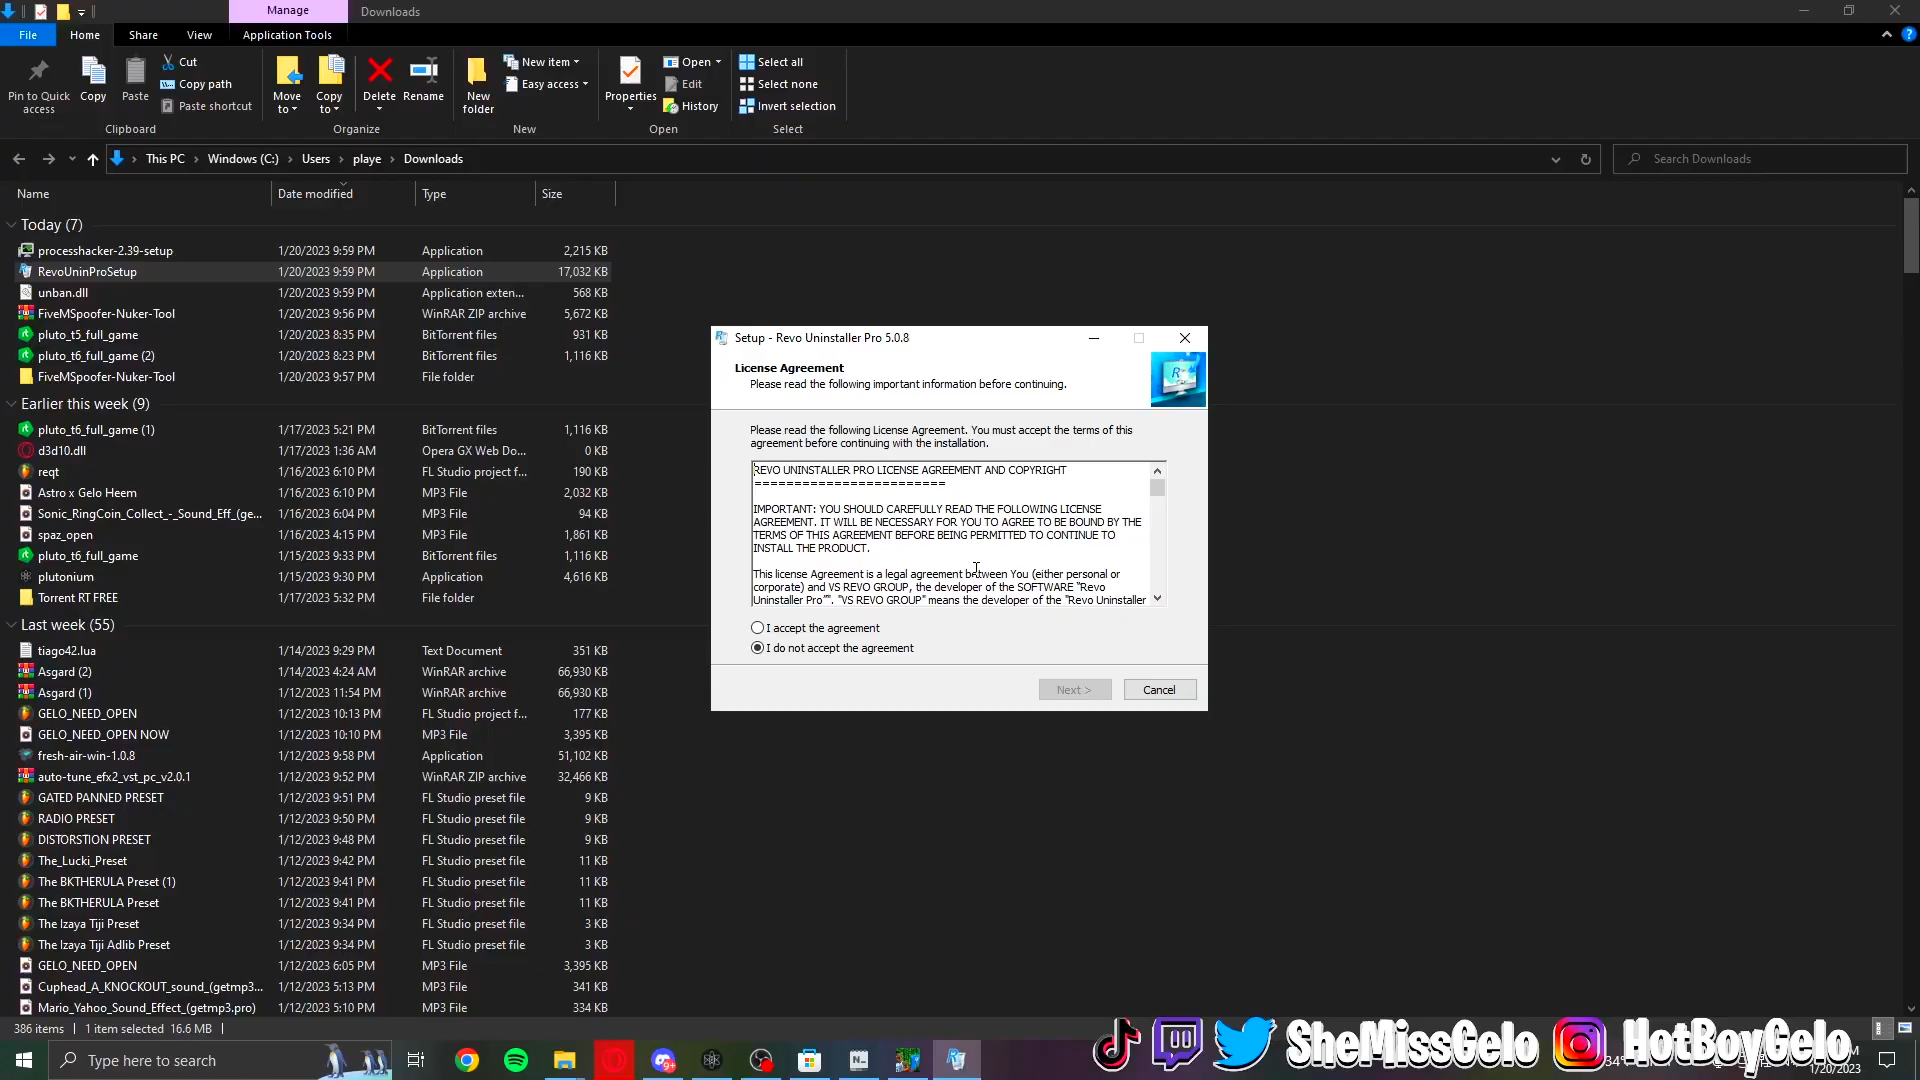 Manage
Downloads
File
Home
Share
View
Application Tools
Pin to Quick access
Copy
Paste
Cut
Copy path
Paste shortcut
Clipboard
Move to
Copy to
Delete
Rename
Organize
New folder
New item
Easy access
New
Properties
Open
Edit
History
Open
Select all
Select none
Invert selection
Select
This PC > Windows (C:) > Users > playe > Downloads
Search Downloads
Name Date modified Type Size
Today (7)
processhacker-2.39-setup 1/20/2023 9:59 PM Application 2,215 KB
RevoUninProSetup 1/20/2023 9:59 PM Application 17,032 KB
unban.dll 1/20/2023 9:59 PM Application exten... 568 KB
FiveMSpoofer-Nuker-Tool 1/20/2023 9:56 PM WinRAR ZIP archive 5,672 KB
pluto_t5_full_game 1/20/2023 8:35 PM BitTorrent files 931 KB
pluto_t6_full_game (2) 1/20/2023 8:23 PM BitTorrent files 1,116 KB
FiveMSpoofer-Nuker-Tool 1/20/2023 9:57 PM File folder
Earlier this week (9)
pluto_t6_full_game (1) 1/17/2023 5:21 PM BitTorrent files 1,116 KB
d3d10.dll 1/17/2023 1:36 AM Opera GX Web Do... 0 KB
reqt 1/16/2023 6:10 PM FL Studio project f... 190 KB
Astro x Gelo Heem 1/16/2023 6:10 PM MP3 File 2,032 KB
Sonic_RingCoin_Collect_-_Sound_Eff_(ge... 1/16/2023 6:04 PM MP3 File 94 KB
spaz_open 1/16/2023 4:15 PM MP3 File 1,861 KB
pluto_t6_full_game 1/15/2023 9:33 PM BitTorrent files 1,116 KB
plutonium 1/15/2023 9:30 PM Application 4,616 KB
Torrent RT FREE 1/17/2023 5:32 PM File folder
Last week (55)
tiago42.lua 1/14/2023 9:29 PM Text Document 351 KB
Asgard (2) 1/14/2023 4:24 AM WinRAR archive 66,930 KB
Asgard (1) 1/12/2023 11:54 PM WinRAR archive 66,930 KB
GELO_NEED_OPEN 1/12/2023 10:13 PM FL Studio project f... 177 KB
GELO_NEED_OPEN NOW 1/12/2023 10:10 PM MP3 File 3,395 KB
fresh-air-win-1.0.8 1/12/2023 9:58 PM Application 51,102 KB
auto-tune_efx2_vst_pc_v2.0.1 1/12/2023 9:52 PM WinRAR ZIP archive 32,466 KB
GATED PANNED PRESET 1/12/2023 9:51 PM FL Studio preset file 9 KB
RADIO PRESET 1/12/2023 9:50 PM FL Studio preset file 9 KB
DISTORSTION PRESET 1/12/2023 9:48 PM FL Studio preset file 9 KB
The_Lucki_Preset 1/12/2023 9:42 PM FL Studio preset file 11 KB
The BKTHERULA Preset (1) 1/12/2023 9:41 PM FL Studio preset file 11 KB
The BKTHERULA Preset 1/12/2023 9:41 PM FL Studio preset file 11 KB
The Izaya Tiji Preset 1/12/2023 9:34 PM FL Studio preset file 3 KB
The Izaya Tiji Adlib Preset 1/12/2023 9:34 PM FL Studio preset file 3 KB
GELO_NEED_OPEN 1/12/2023 6:05 PM MP3 File 3,395 KB
Cuphead_A_KNOCKOUT_sound_(getmp3... 1/12/2023 5:13 PM MP3 File 341 KB
Mario_Yahoo_Sound_Effect_(getmp3.pro) 1/12/2023 5:10 PM MP3 File 334 KB
Setup - Revo Uninstaller Pro 5.0.8
License Agreement
Please read the following important information before continuing.
Please read the following License Agreement. You must accept the terms of this
agreement before continuing with the installation.
REVO UNINSTALLER PRO LICENSE AGREEMENT AND COPYRIGHT
========================
IMPORTANT: YOU SHOULD CAREFULLY READ THE FOLLOWING LICENSE
AGREEMENT. IT WILL BE NECESSARY FOR YOU TO AGREE TO BE BOUND BY THE
TERMS OF THIS AGREEMENT BEFORE BEING PERMITTED TO CONTINUE TO
INSTALL THE PRODUCT.
This license Agreement is a legal agreement between You (either personal or
corporate) and VS REVO GROUP, the developer of the SOFTWARE "Revo
Uninstaller Pro". "VS REVO GROUP" means the developer of the "Revo Uninstaller
I accept the agreement
I do not accept the agreement
Next >
Cancel
386 items 1 item selected 16.6 MB
Type here to search
9+
SheMissGelo
HotBoyGelo
34°
1/20/2023